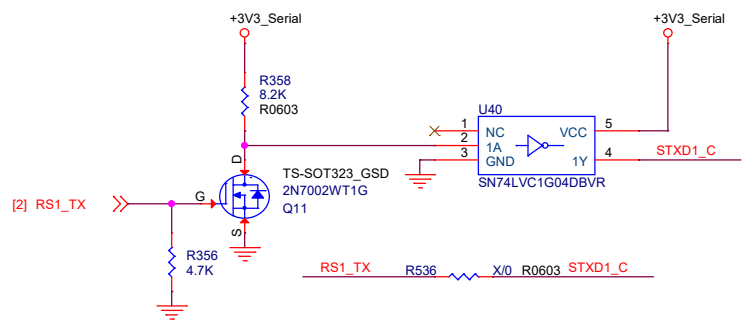 +3V3_Serial
+3V3_Serial
R358
8.2K
R0603
U40
1 NC VCC 5
2 1A
3 GND 1Y 4
STXD1_C
SN74LVC1G04DBVR
D
TS-SOT323_GSD
2N7002WT1G
Q11
G
S
[2] RS1_TX
R356
4.7K
RS1_TX R536 X/0 R0603 STXD1_C